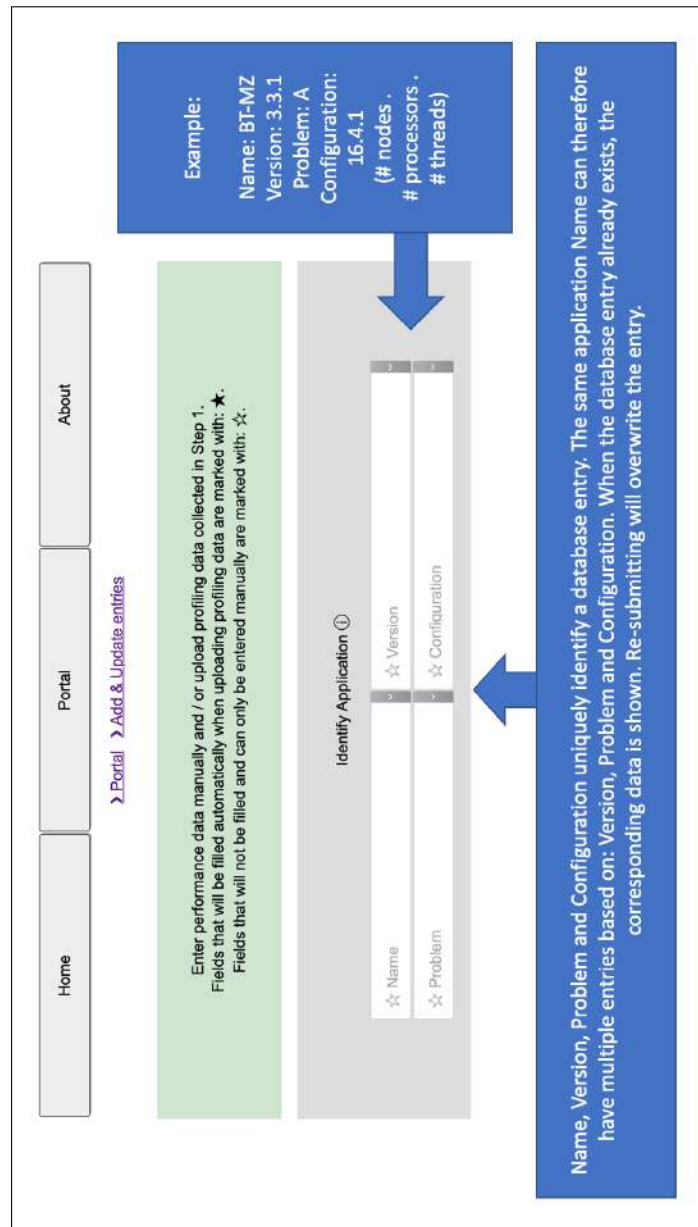 Home
Portal
About
❯ Portal ❯ Add & Update entries
Enter performance data manually and / or upload profiling data collected in Step 1.
Fields that will be filled automatically when uploading profiling data are marked with: ★.
Fields that will not be filled and can only be entered manually are marked with: ☆.
Identify Application ⓘ
☆ Name
☆ Version
☆ Problem
☆ Configuration
Example:
Name: BT-MZ
Version: 3.3.1
Problem: A
Configuration:
16.4.1
(# nodes .
# processors .
# threads)
Name, Version, Problem and Configuration uniquely identify a database entry. The same application Name can therefore
have multiple entries based on: Version, Problem and Configuration. When the database entry already exists, the
corresponding data is shown. Re-submitting will overwrite the entry.